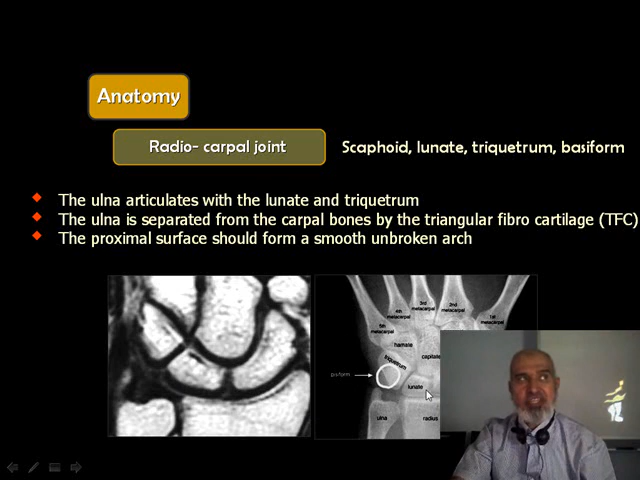 Anatomy
Radio- carpal joint
Scaphoid, lunate, triquetrum, basiform
The ulna articulates with the lunate and triquetrum
The ulna is separated from the carpal bones by the triangular fibro cartilage (TFC)
The proximal surface should form a smooth unbroken arch
5th metacarpal
4th metacarpal
3rd metacarpal
2nd metacarpal
1st metacarpal
hamate
capitate
triquetrum
pisiform
lunate
ulna
radius